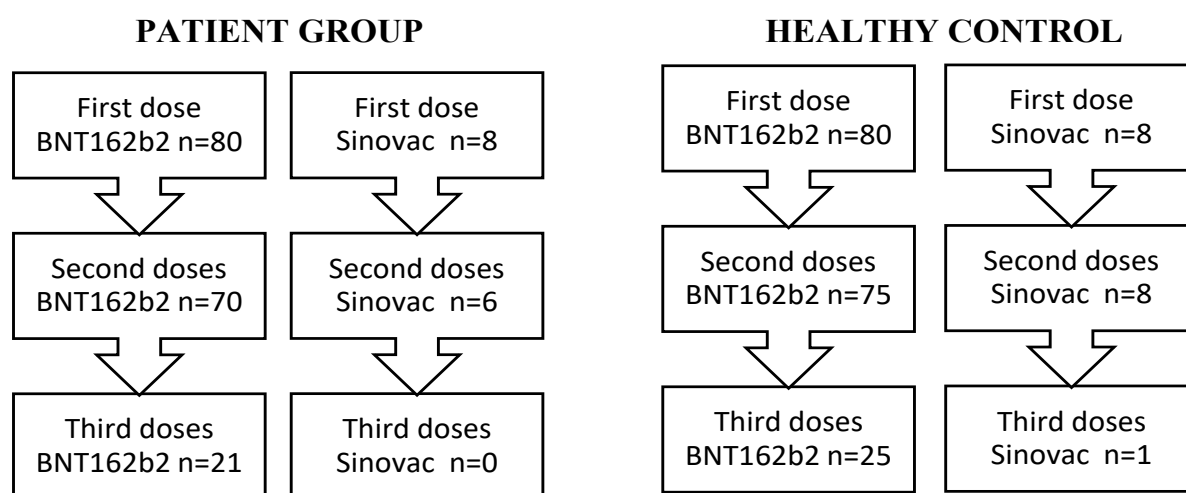 PATIENT GROUP
First dose
BNT162b2 n=80
First dose
Sinovac n=8
Second doses
BNT162b2 n=70
Second doses
Sinovac n=6
Third doses
BNT162b2 n=21
Third doses
Sinovac n=0
HEALTHY CONTROL
First dose
BNT162b2 n=80
First dose
Sinovac n=8
Second doses
BNT162b2 n=75
Second doses
Sinovac n=8
Third doses
BNT162b2 n=25
Third doses
Sinovac n=1